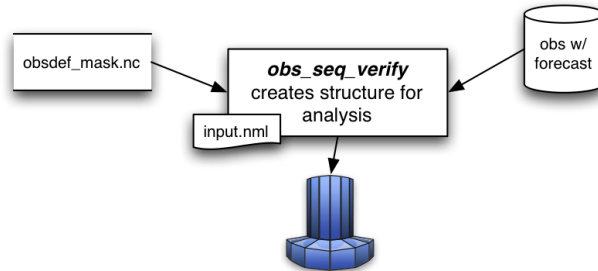 obsdef_mask.nc
obs_seq_verify
creates structure for
analysis
input.nml
obs w/
forecast